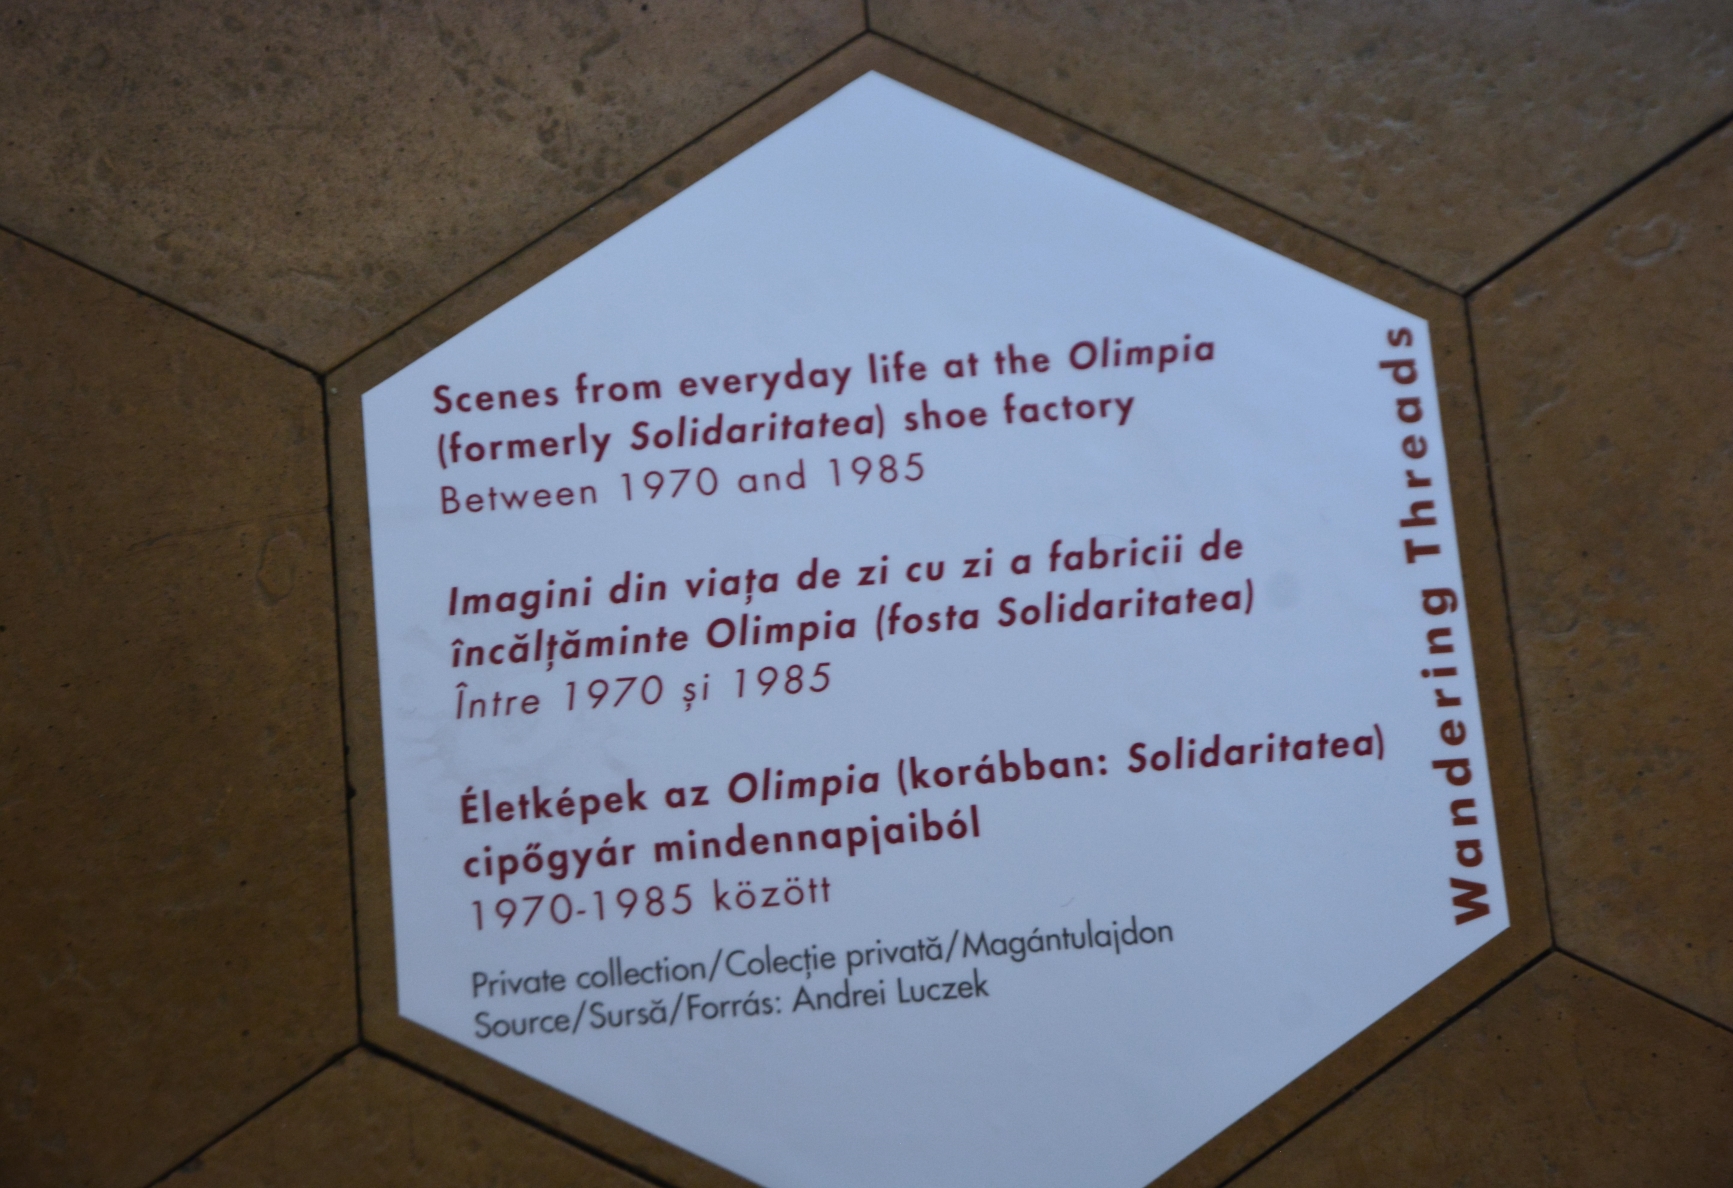 Scenes from everyday life at the Olimpia
(formerly Solidaritatea) shoe factory
Between 1970 and 1985
Imagini din viața de zi cu zi a fabricii de
încălțăminte Olimpia (fosta Solidaritatea)
Între 1970 și 1985
Életképek az Olimpia (korábban: Solidaritatea)
cipőgyár mindennapjaiból
1970-1985 között
Private collection/Colecție privată/Magántulajdon
Source/Sursă/Forrás: Andrei Luczek
Wandering Threads